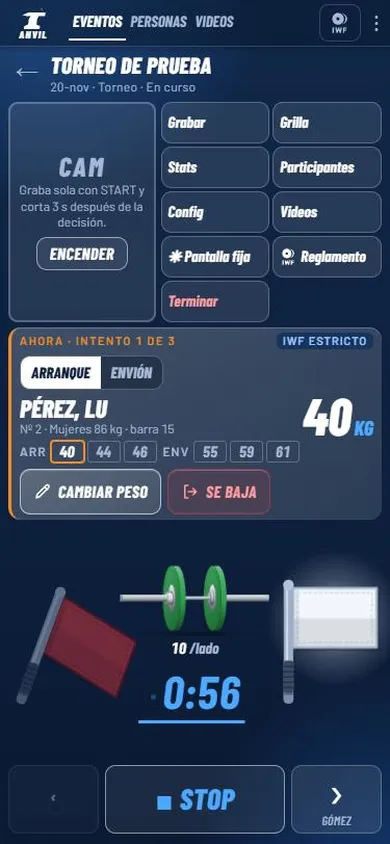 ANVIL
EVENTOS PERSONAS VIDEOS
IWF
← TORNEO DE PRUEBA
20-nov · Torneo · En curso
CAM
Graba sola con START y
corta 3 s después de la
decisión.
ENCENDER
Grabar
Grilla
Stats
Participantes
Config
Videos
Pantalla fija
IWF Reglamento
Terminar
AHORA · INTENTO 1 DE 3
IWF ESTRICTO
ARRANQUE ENVIÓN
PÉREZ, LU
40 KG
Nº 2 · Mujeres 86 kg · barra 15
ARR 40 44 46 ENV 55 59 61
CAMBIAR PESO
SE BAJA
10 /lado
0:56
‹
STOP
›
GÓMEZ